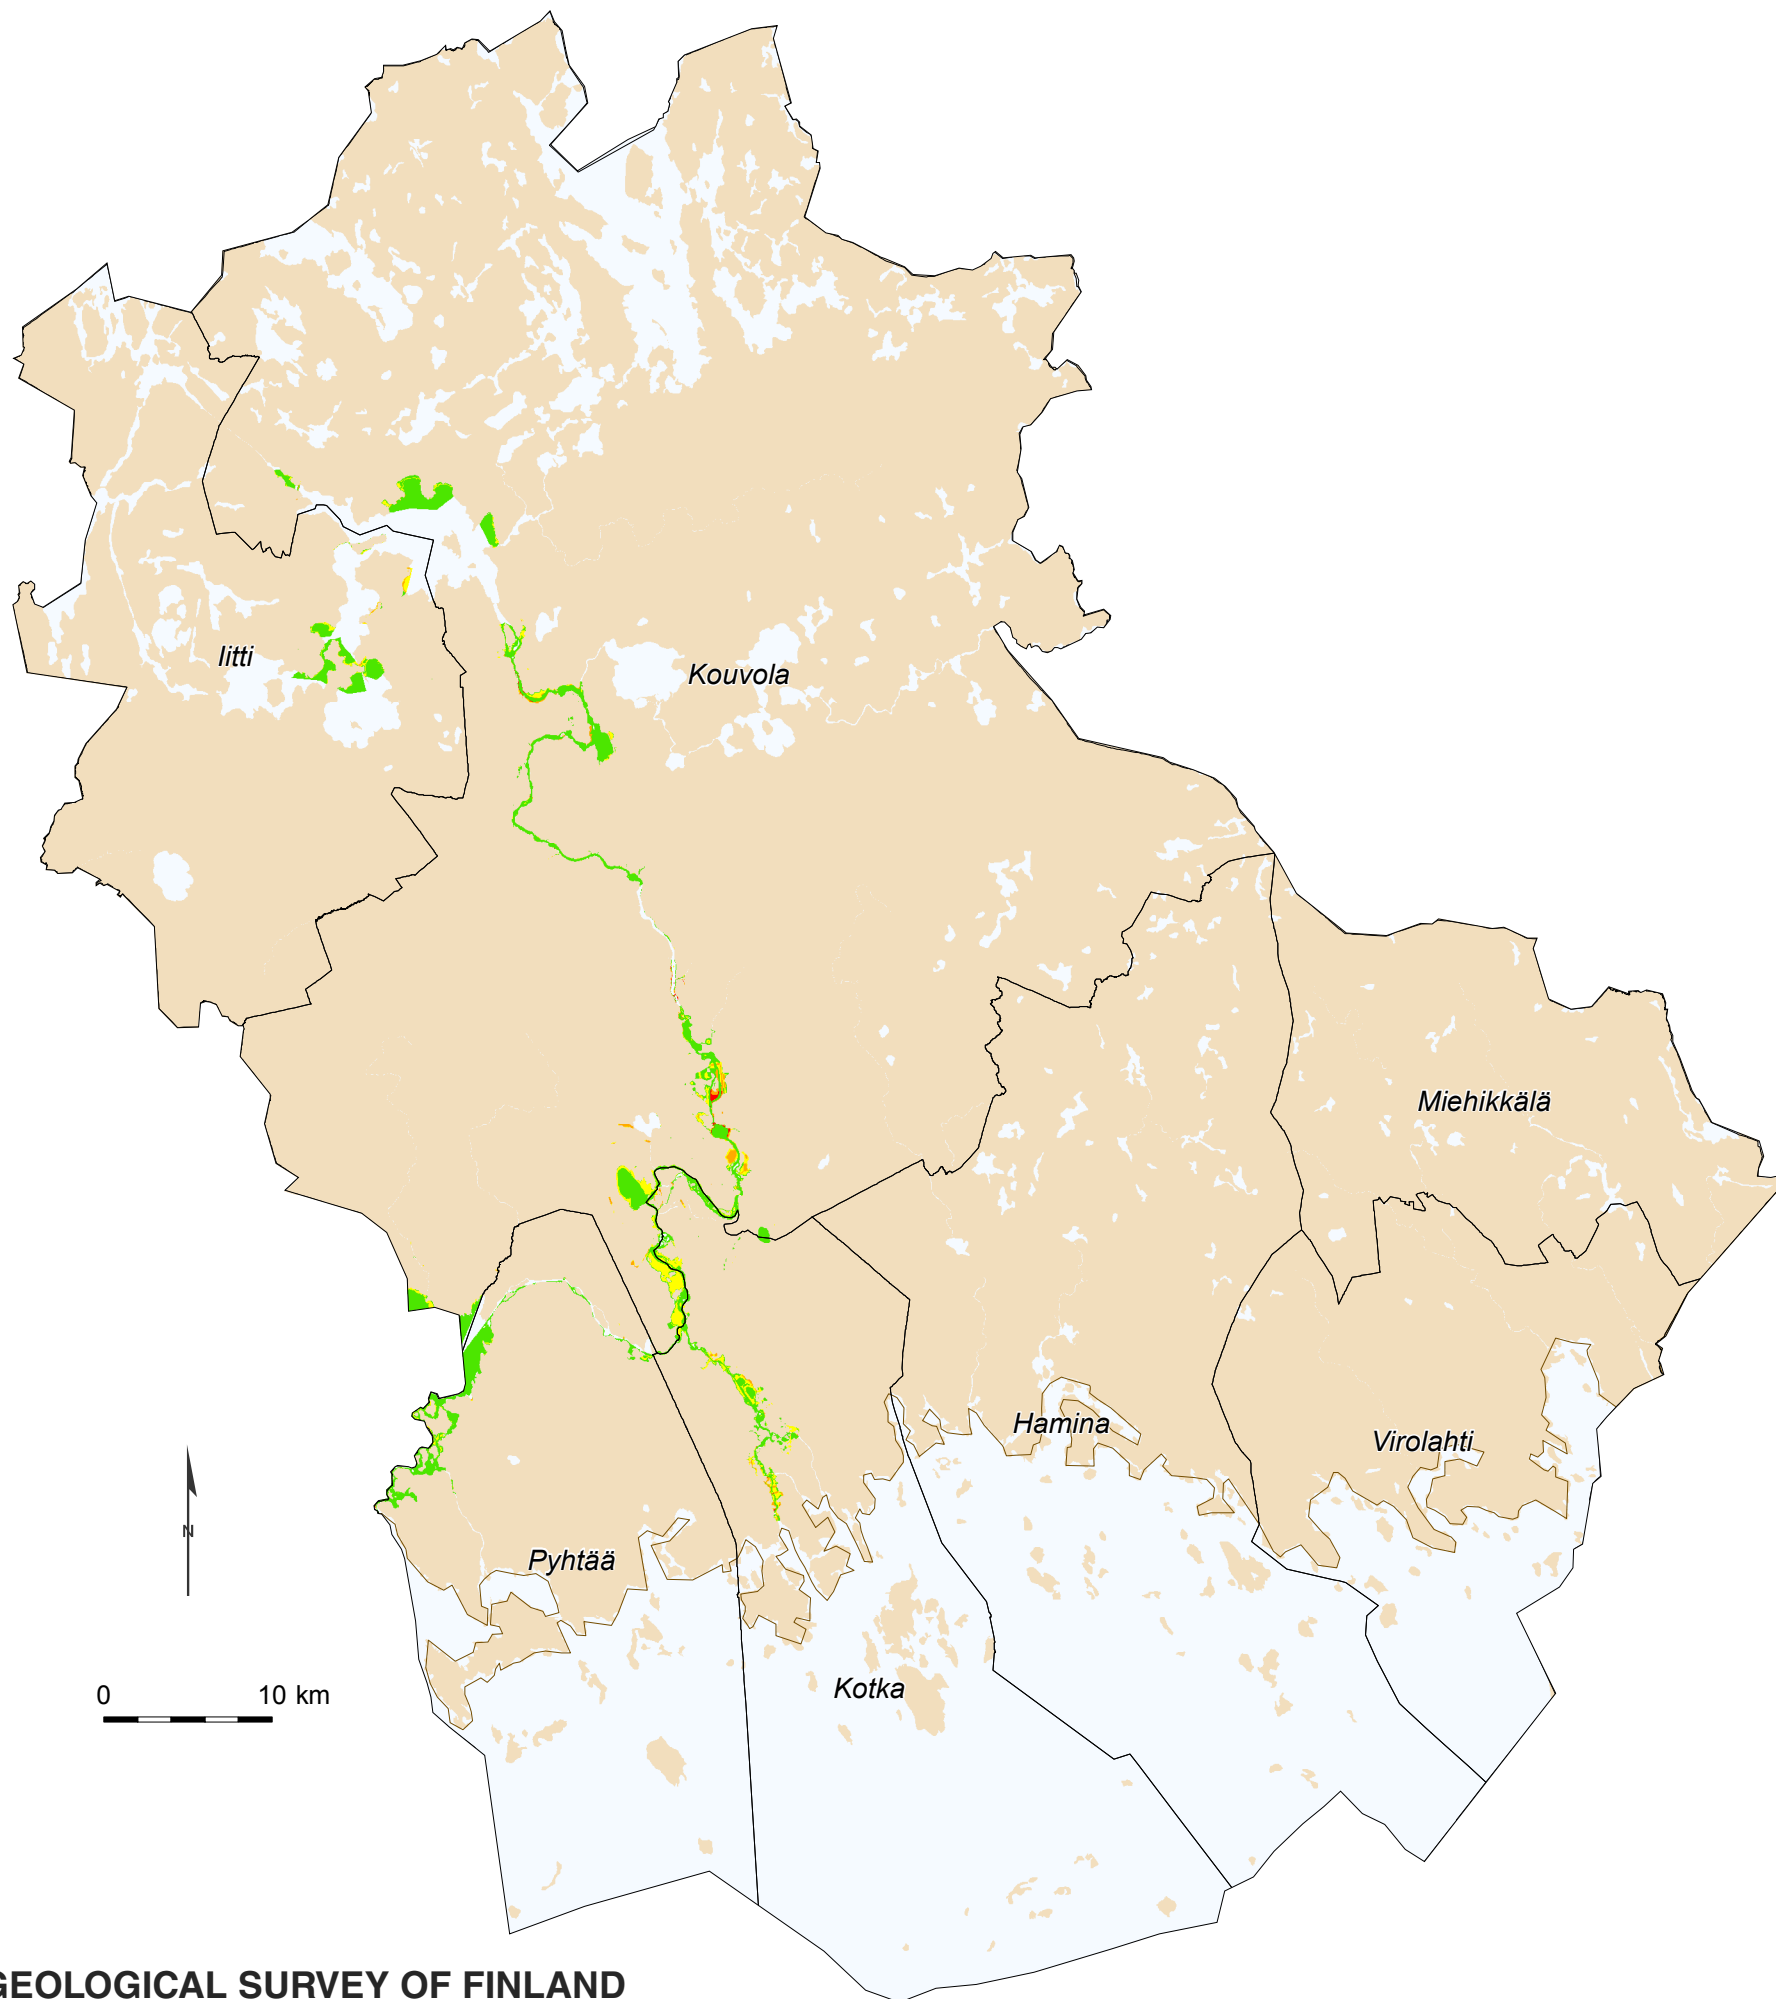 Iitti
Kouvola
Miehikkälä
Hamina
Virolahti
N
Pyhtää
Kotka
0 10 km
GEOLOGICAL SURVEY OF FINLAND